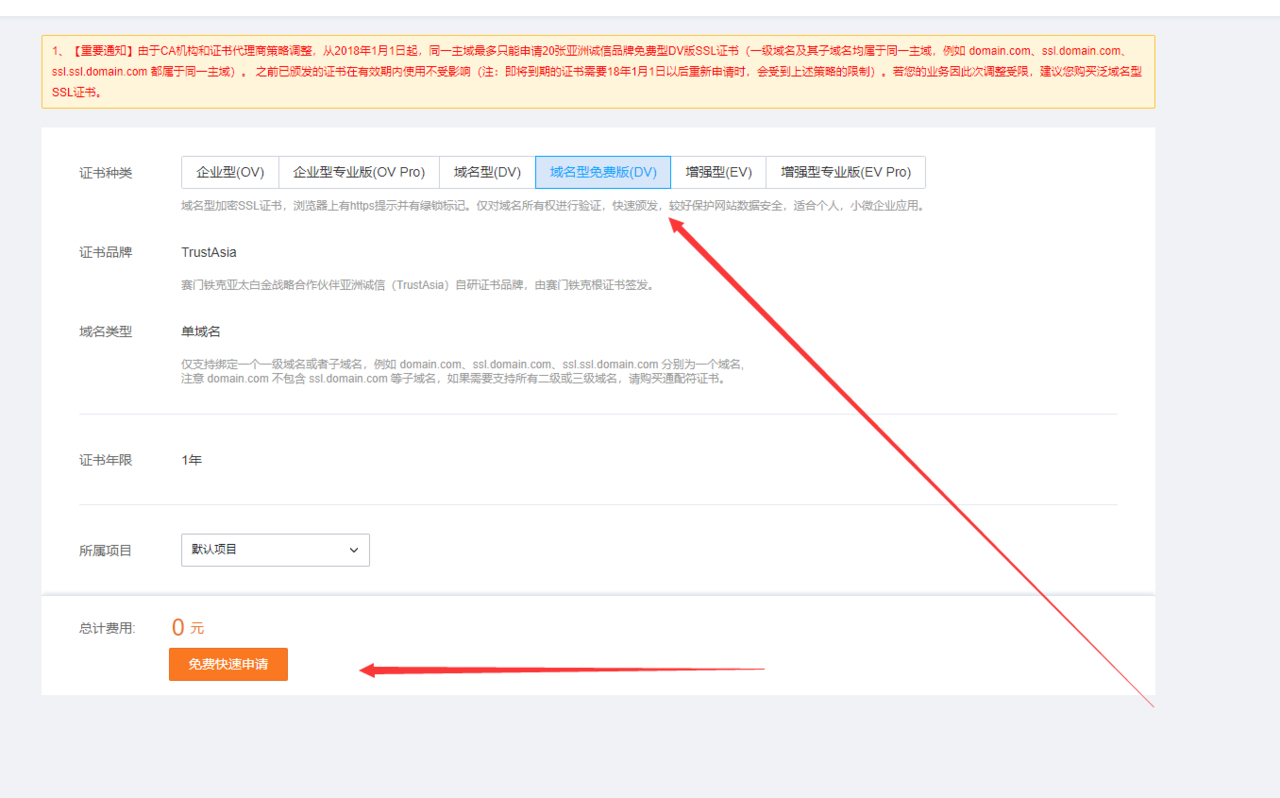 1、【重要通知】由于CA机构和证书代理商策略调整，从2018年1月1日起，同一主域最多只能申请20张亚洲诚信品牌免费型DV版SSL证书（一级域名及其子域名均属于同一主域，例如 domain.com、ssl.domain.com、
ssl.ssl.domain.com 都属于同一主域）。 之前已颁发的证书在有效期内使用不受影响（注：即将到期的证书需要18年1月1日以后重新申请时，会受到上述策略的限制）。若您的业务因此次调整受限，建议您购买泛域名型
SSL证书。
证书种类 企业型(OV) 企业型专业版(OV Pro) 域名型(DV) 域名型免费版(DV) 增强型(EV) 增强型专业版(EV Pro)
域名型加密SSL证书，浏览器上有https提示并有绿锁标记。仅对域名所有权进行验证，快速颁发，较好保护网站数据安全，适合个人，小微企业应用。
证书品牌 TrustAsia
赛门铁克亚太白金战略合作伙伴亚洲诚信（TrustAsia）自研证书品牌，由赛门铁克根证书签发。
域名类型 单域名
仅支持绑定一个一级域名或者子域名，例如 domain.com、ssl.domain.com、ssl.ssl.domain.com 分别为一个域名,
注意 domain.com 不包含 ssl.domain.com 等子域名，如果需要支持所有二级或三级域名，请购买通配符证书。
证书年限 1年
所属项目 默认项目
总计费用: 0 元
免费快速申请